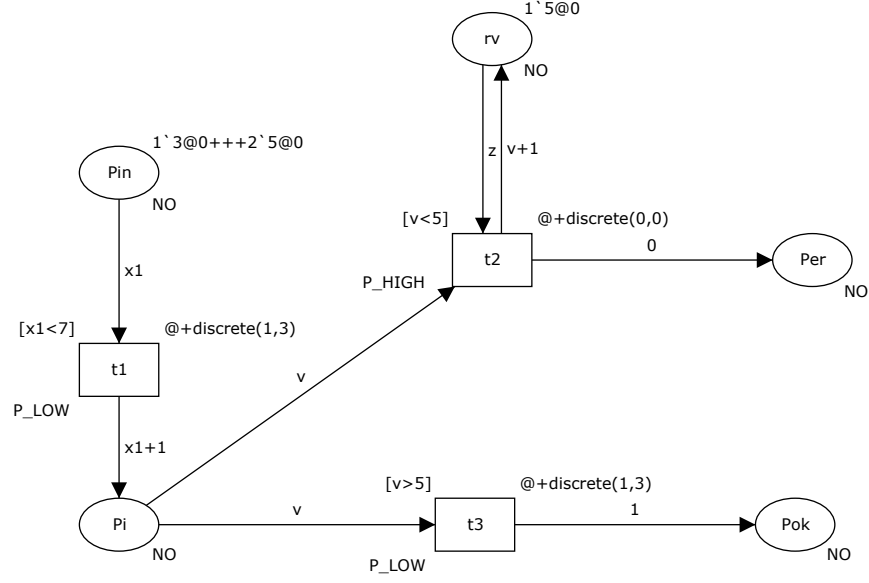 1`5@0
rv
NO
z
v+1
1`3@0+++2`5@0
Pin
NO
x1
[v<5]
@+discrete(0,0)
t2
0
Per
NO
P_HIGH
[x1<7]
@+discrete(1,3)
t1
P_LOW
v
x1+1
[v>5]
@+discrete(1,3)
Pi
NO
v
t3
1
Pok
NO
P_LOW